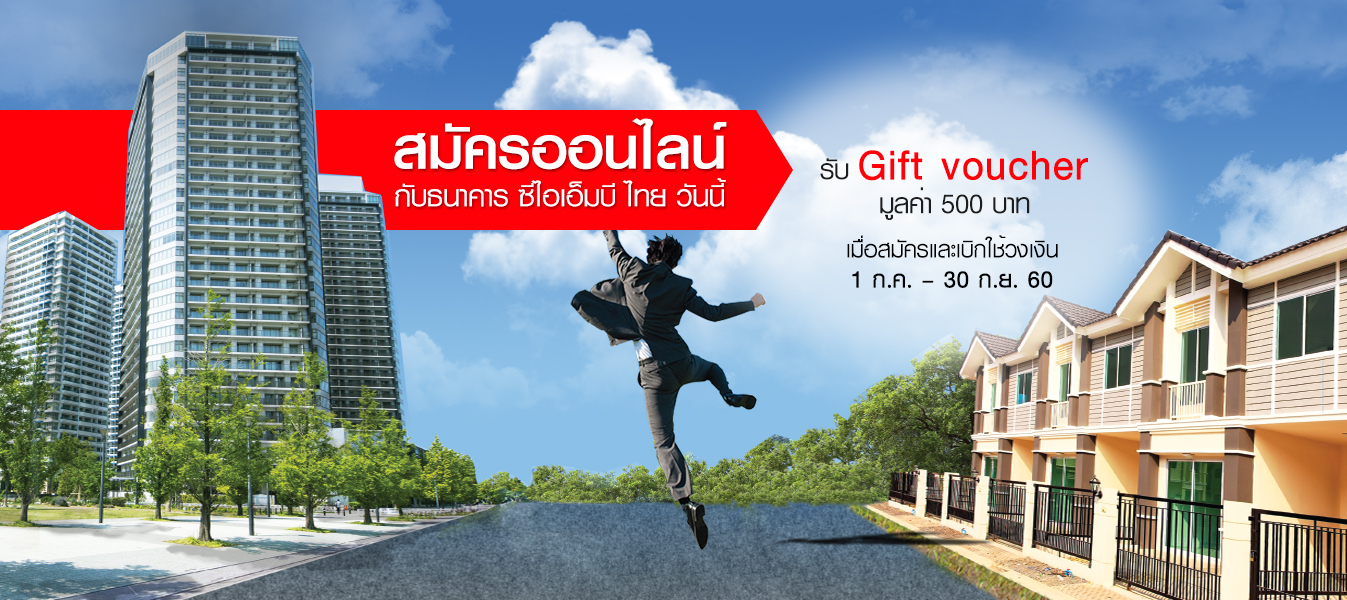 สมัครออนไลน์
กับธนาคาร ซีไอเอ็มบี ไทย วันนี้
รับ Gift voucher
มูลค่า 500 บาท
เมื่อสมัครและเบิกใช้วงเงิน
1 ก.ค. – 30 ก.ย. 60